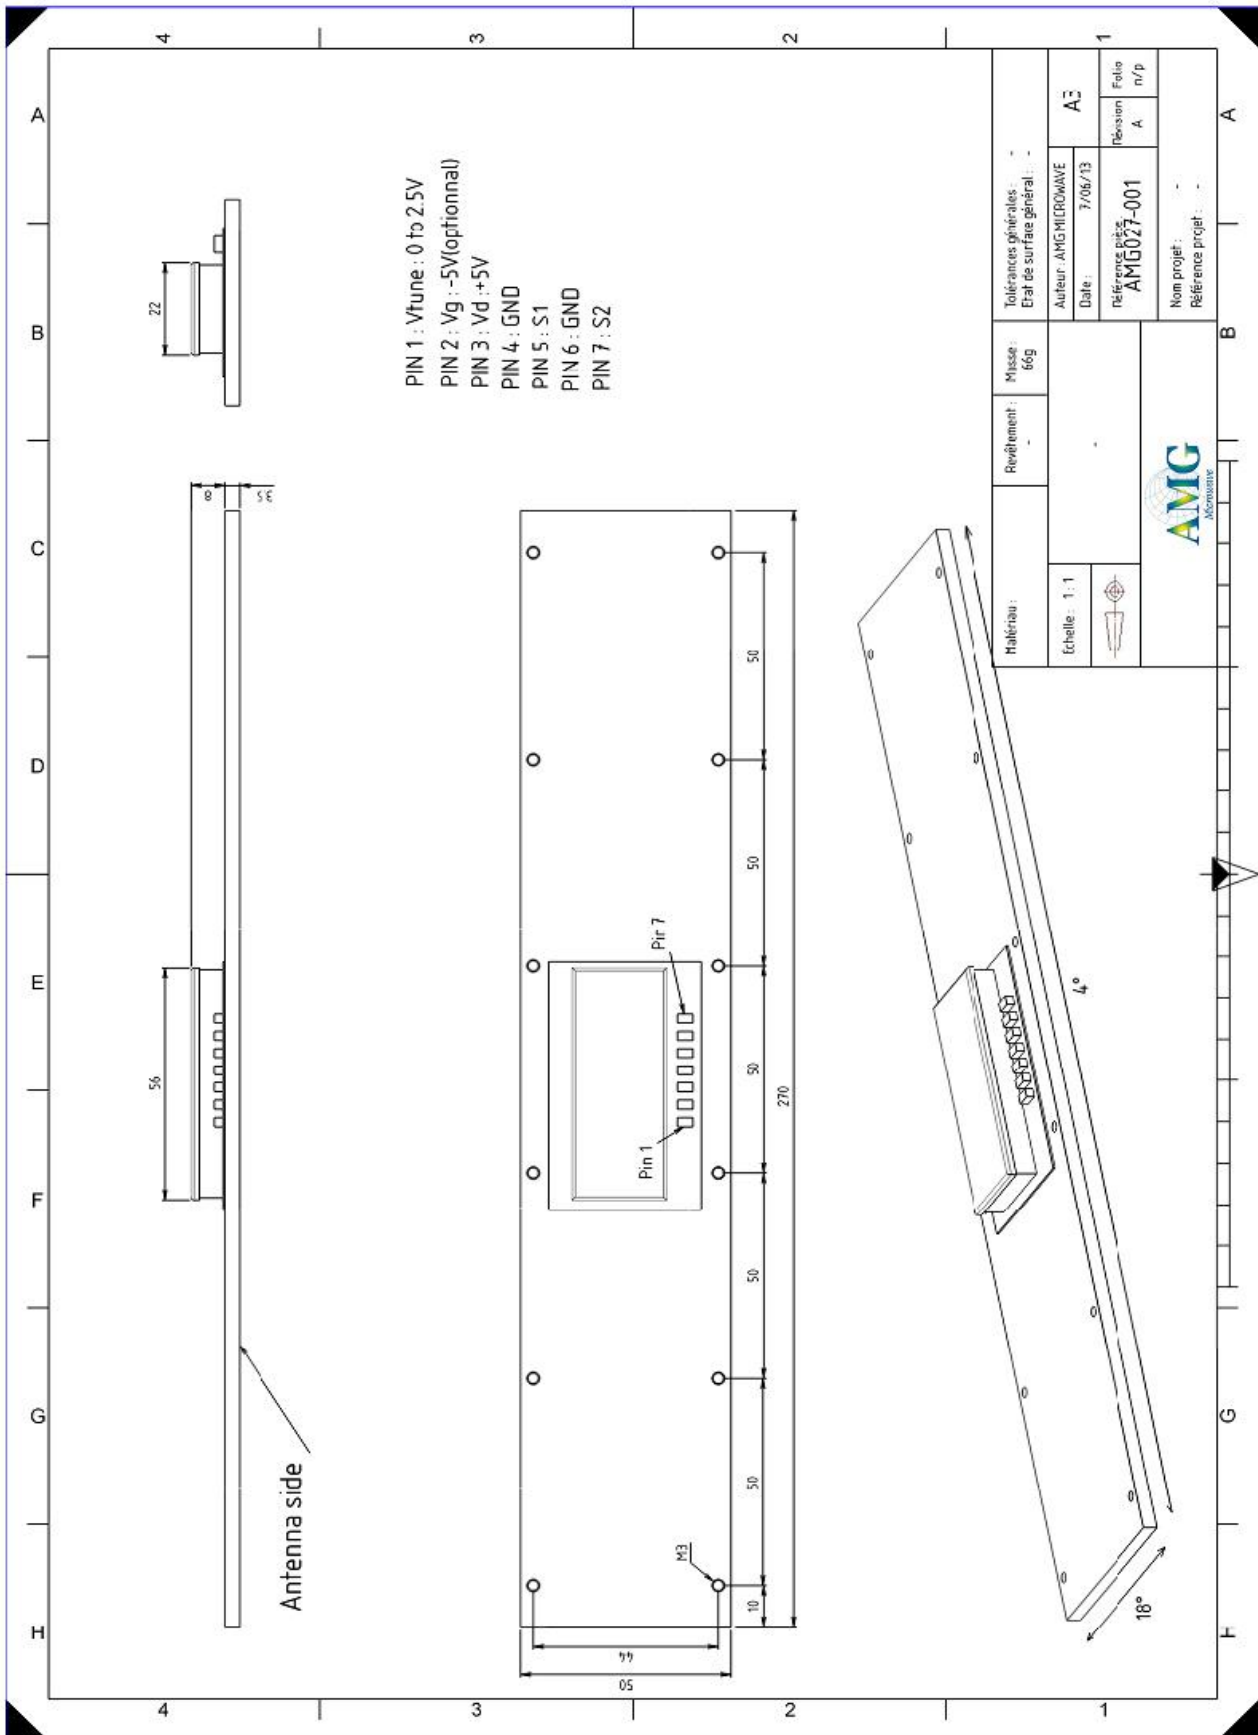 4
3
2
1
A
B
C
D
E
F
G
H
22
8
3.5
56
Antenna side
PIN 1 : Vtune : 0 to 2.5V
PIN 2 : Vg : -5V(optionnal)
PIN 3 : Vd :+5V
PIN 4 : GND
PIN 5 : S1
PIN 6 : GND
PIN 7 : S2
Pin 1
Pin 7
M3
10
50
50
50
50
50
270
44
50
18°
4°
Matériau :
Revêtement :
-
Masse :
66g
Tolérances générales : -
Etat de surface général : -
Echelle : 1 : 1
-
Auteur : AMG MICROWAVE
Date : 7/06/13
A3
Référence pièce :
AMG027-001
Révision
A
Folio
n/p
Nom projet : -
Référence projet : -
AMG
Microwave
A
B
G
H
4
3
2
1